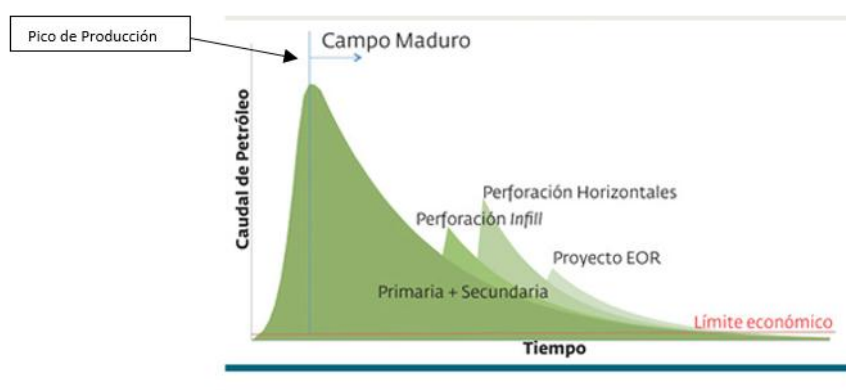 Pico de Producción
Campo Maduro
Caudal de Petróleo
Perforación Horizontales
Perforación Infill
Proyecto EOR
Primaria + Secundaria
Límite económico
Tiempo